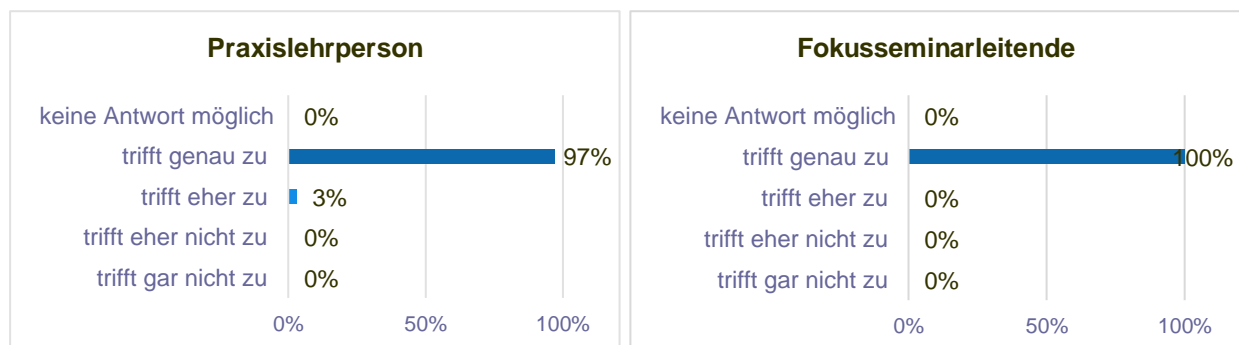 Praxislehrperson
keine Antwort möglich 0%
trifft genau zu 97%
trifft eher zu 3%
trifft eher nicht zu 0%
trifft gar nicht zu 0%
0% 50% 100%
Fokusseminarleitende
keine Antwort möglich 0%
trifft genau zu 100%
trifft eher zu 0%
trifft eher nicht zu 0%
trifft gar nicht zu 0%
0% 50% 100%